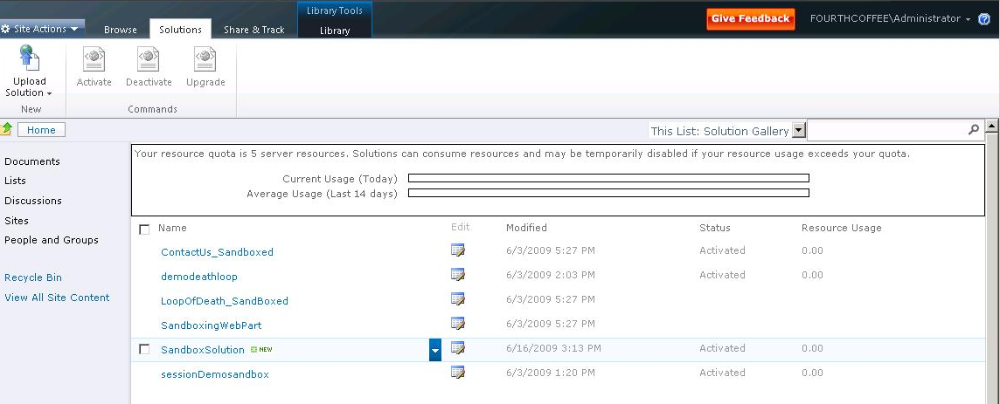 Library Tools
Give Feedback FOURTHCOFFEE\Administrator
Site Actions Browse Solutions Share & Track Library
Upload Solution Activate Deactivate Upgrade
New Commands
Home This List: Solution Gallery
Documents
Lists
Discussions
Sites
People and Groups
Recycle Bin
View All Site Content
Your resource quota is 5 server resources. Solutions can consume resources and may be temporarily disabled if your resource usage exceeds your quota.
Current Usage (Today)
Average Usage (Last 14 days)
Name Edit Modified Status Resource Usage
ContactUs_Sandboxed 6/3/2009 5:27 PM Activated 0.00
demodeathloop 6/3/2009 2:03 PM Activated 0.00
LoopOfDeath_SandBoxed 6/3/2009 5:27 PM
SandboxingWebPart 6/3/2009 5:27 PM
SandboxSolution NEW 6/16/2009 3:13 PM Activated 0.00
sessionDemosandbox 6/3/2009 1:20 PM Activated 0.00